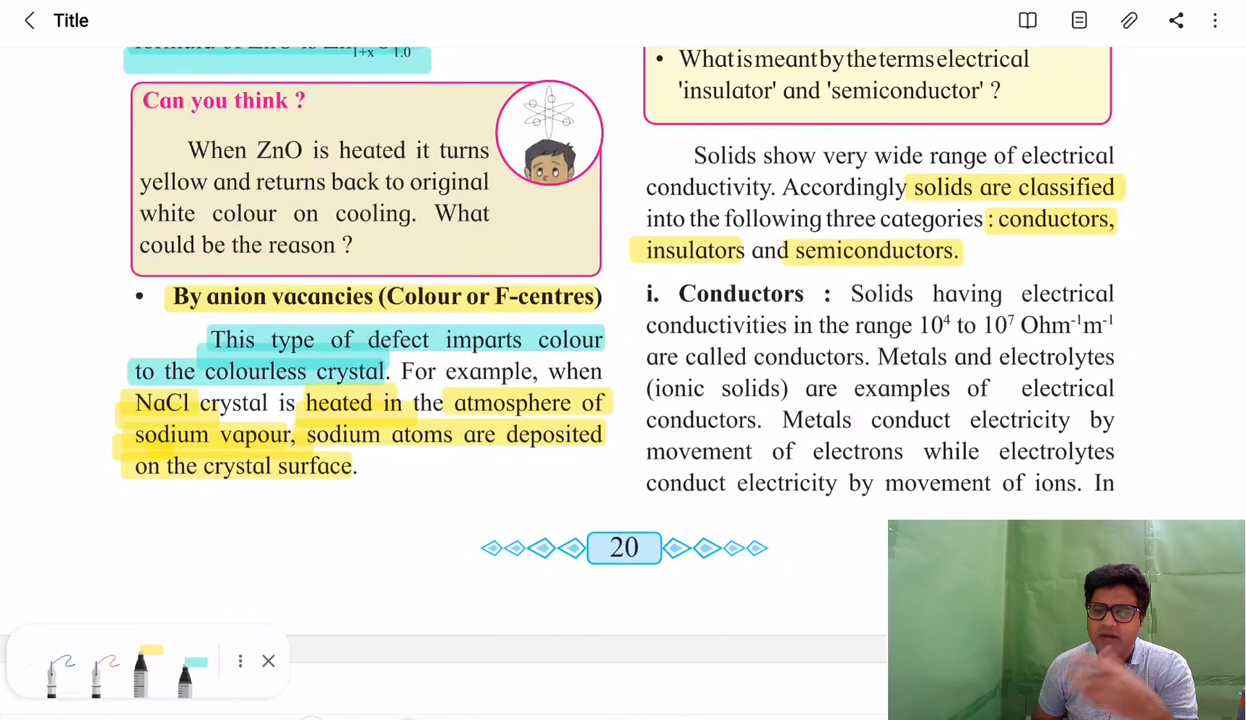 Title
formula of ZnO is Zn1+x O1.0
Can you think ?
When ZnO is heated it turns
yellow and returns back to original
white colour on cooling. What
could be the reason ?
• By anion vacancies (Colour or F-centres)
This type of defect imparts colour
to the colourless crystal. For example, when
NaCl crystal is heated in the atmosphere of
sodium vapour, sodium atoms are deposited
on the crystal surface.
• What is meant by the terms electrical
'insulator' and 'semiconductor' ?
Solids show very wide range of electrical
conductivity. Accordingly solids are classified
into the following three categories : conductors,
insulators and semiconductors.
i. Conductors : Solids having electrical
conductivities in the range 10⁴ to 10⁷ Ohm⁻¹m⁻¹
are called conductors. Metals and electrolytes
(ionic solids) are examples of electrical
conductors. Metals conduct electricity by
movement of electrons while electrolytes
conduct electricity by movement of ions. In
20